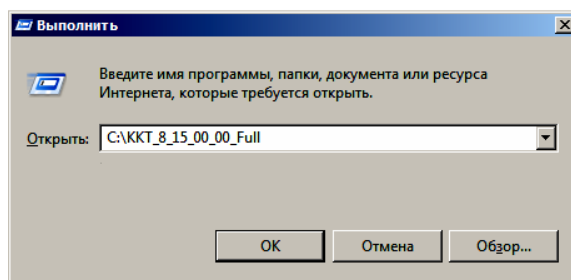 Выполнить
Введите имя программы, папки, документа или ресурса
Интернета, которые требуется открыть.
Открыть: C:\KKT_8_15_00_00_Full
OK Отмена Обзор...